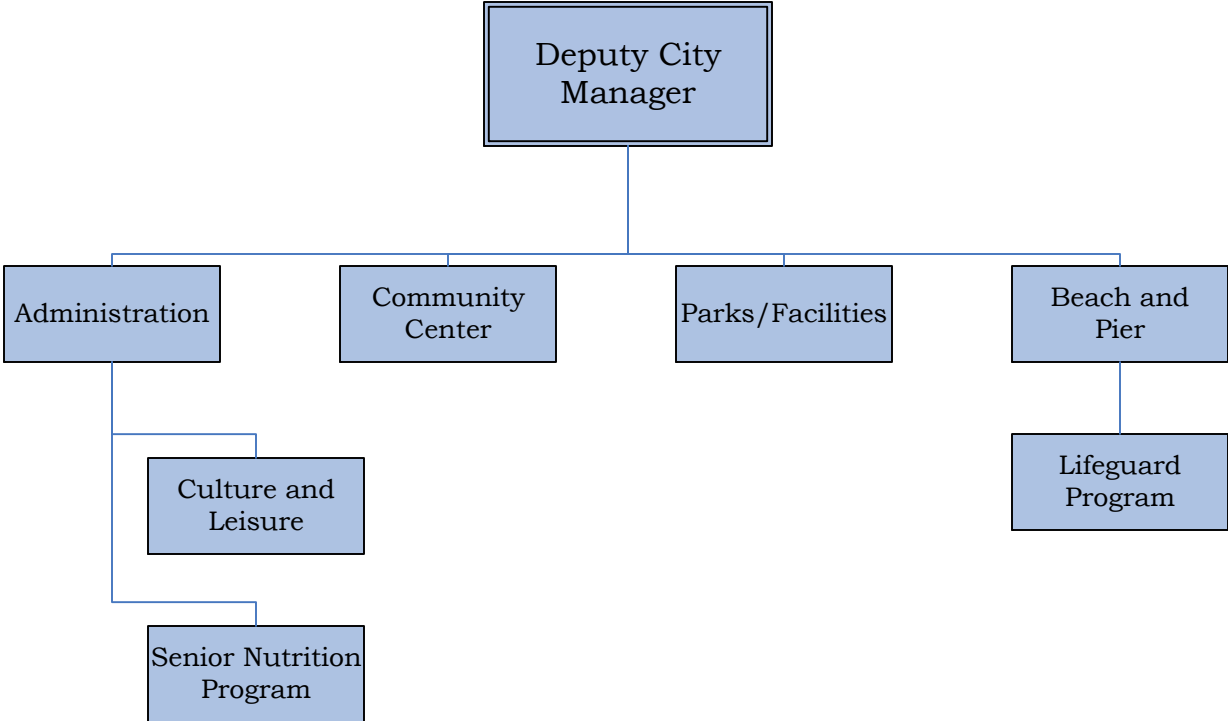 Deputy City
Manager
Administration
Community
Center
Parks/Facilities
Beach and
Pier
Culture and
Leisure
Lifeguard
Program
Senior Nutrition
Program